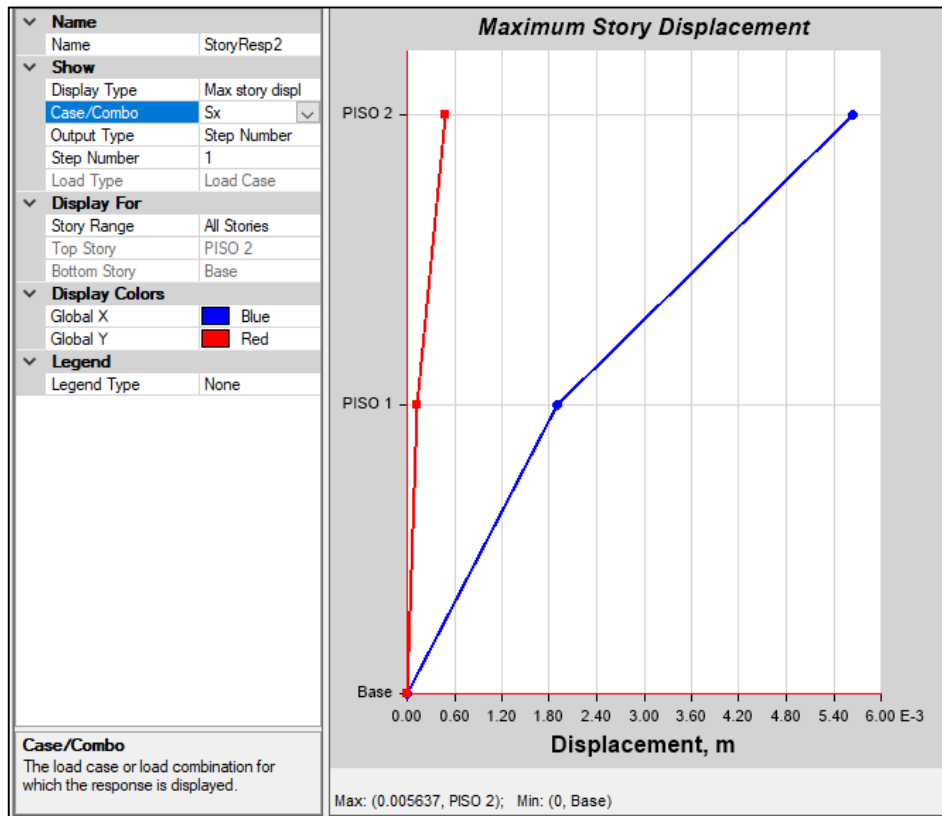 Name
Name StoryResp2
Show
Display Type Max story displ
Case/Combo Sx
Output Type Step Number
Step Number 1
Load Type Load Case
Display For
Story Range All Stories
Top Story PISO 2
Bottom Story Base
Display Colors
Global X Blue
Global Y Red
Legend
Legend Type None
Case/Combo
The load case or load combination for
which the response is displayed.
Maximum Story Displacement
PISO 2
PISO 1
Base
0.00 0.60 1.20 1.80 2.40 3.00 3.60 4.20 4.80 5.40 6.00 E-3
Displacement, m
Max: (0.005637, PISO 2); Min: (0, Base)